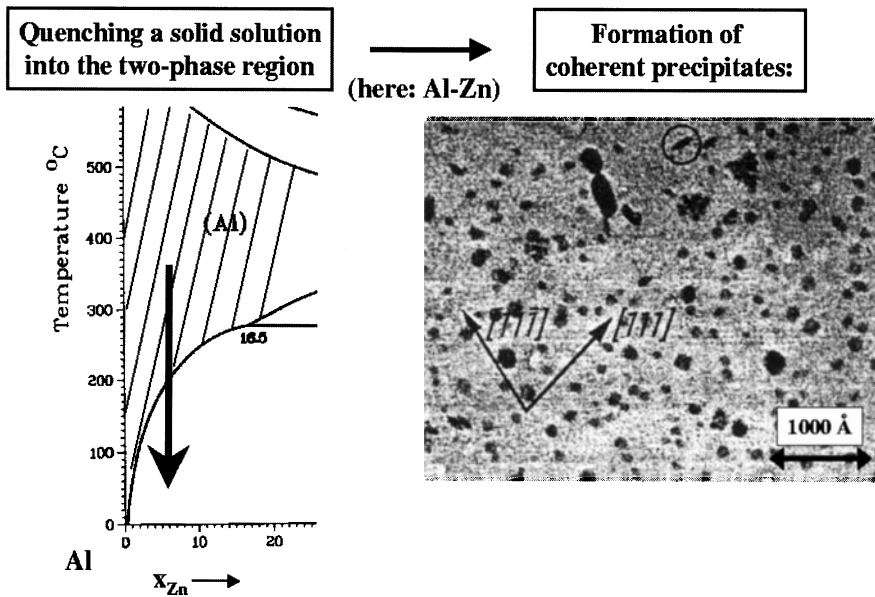 Quenching a solid solution
into the two-phase region
(here: Al-Zn)
Formation of
coherent precipitates:
Temperature °C
500
400
300
200
100
0
(Al)
16.5
0
10
20
Al
x_Zn
[111]
[111]
1000 Å